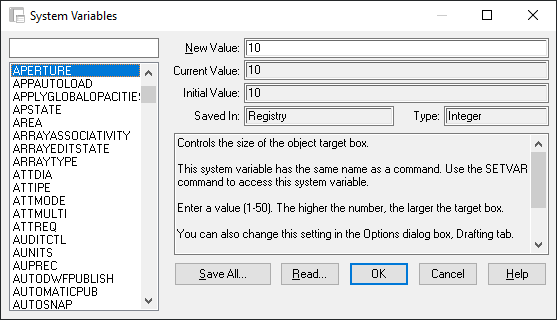 System Variables
New Value: 10
APERTURE
APPAUTOLOAD
APPLYGLOBALOPACITIES
APSTATE
AREA
ARRAYASSOCIATIVITY
ARRAYEDITSTATE
ARRAYTYPE
ATTDIA
ATTIPE
ATTMODE
ATTMULTI
ATTREQ
AUDITCTL
AUNITS
AUPREC
AUTODWFPUBLISH
AUTOMATICPUB
AUTOSNAP
Current Value: 10
Initial Value: 10
Saved In: Registry Type: Integer
Controls the size of the object target box.
This system variable has the same name as a command. Use the SETVAR
command to access this system variable.
Enter a value (1-50). The higher the number, the larger the target box.
You can also change this setting in the Options dialog box, Drafting tab.
Save All... Read... OK Cancel Help